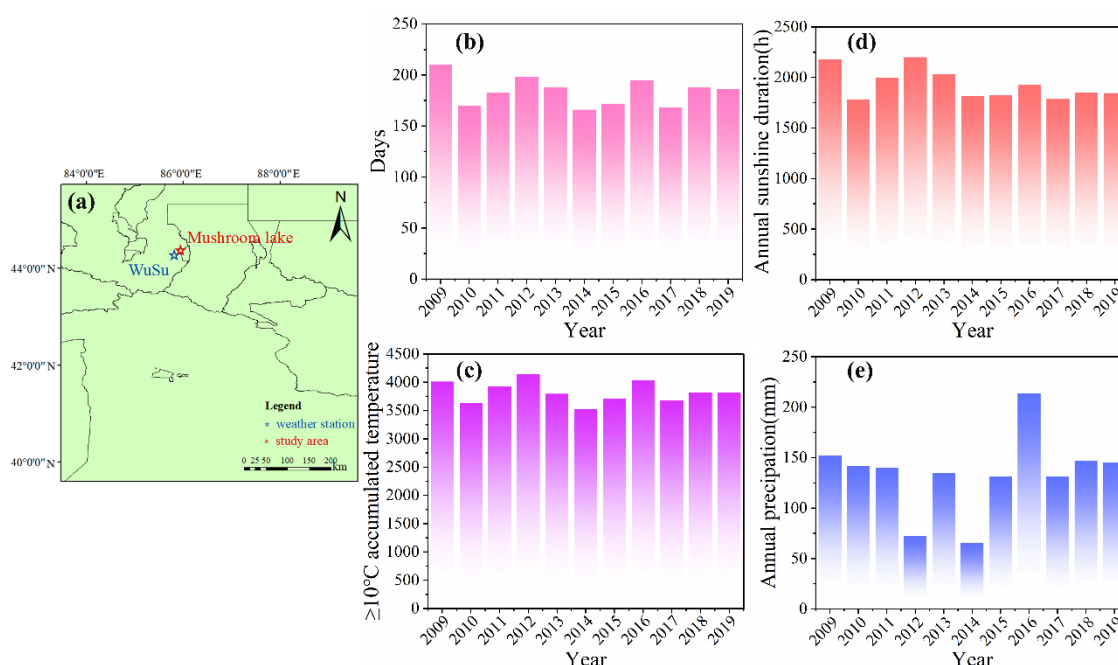 (a)
84°0'0"E 86°0'0"E 88°0'0"E
44°0'0"N
42°0'0"N
40°0'0"N
N
Mushroom lake
WuSu
Legend
weather station
study area
0 25 50 100 150 200
km
(b)
Days
250
200
150
100
50
0
2009 2010 2011 2012 2013 2014 2015 2016 2017 2018 2019
Year
(d)
Annual sunshine duration(h)
2500
2000
1500
1000
500
0
2009 2010 2011 2012 2013 2014 2015 2016 2017 2018 2019
Year
(c)
≥10°C accumulated temperature
4500
4000
3500
3000
2500
2000
1500
1000
500
0
2009 2010 2011 2012 2013 2014 2015 2016 2017 2018 2019
Year
(e)
Annual precipation(mm)
250
200
150
100
50
0
2009 2010 2011 2012 2013 2014 2015 2016 2017 2018 2019
Year